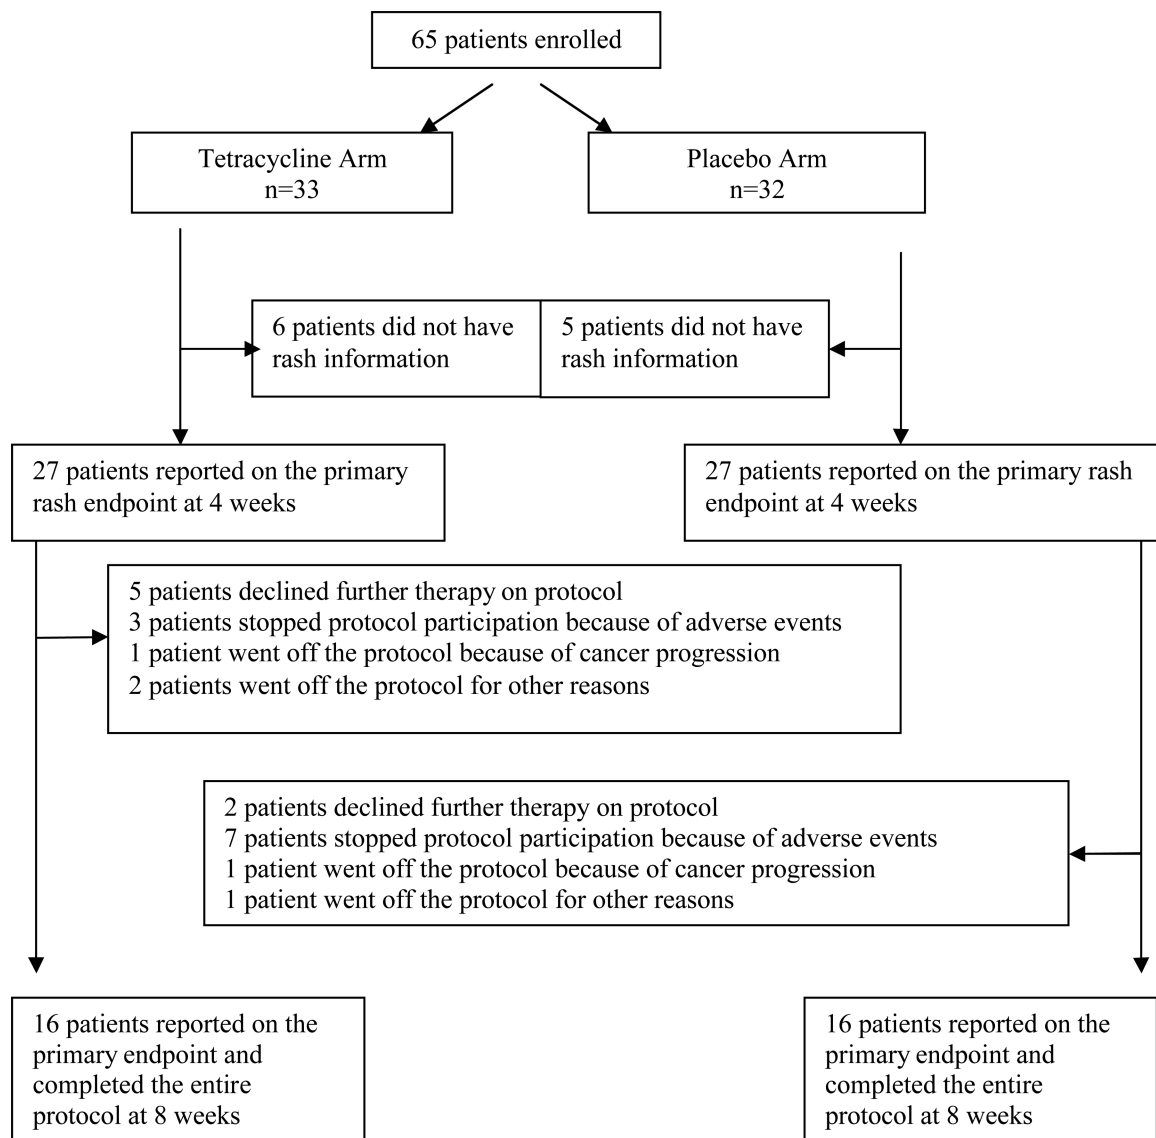 65 patients enrolled
Tetracycline Arm
n=33
Placebo Arm
n=32
6 patients did not have
rash information
5 patients did not have
rash information
27 patients reported on the primary
rash endpoint at 4 weeks
27 patients reported on the primary rash
endpoint at 4 weeks
5 patients declined further therapy on protocol
3 patients stopped protocol participation because of adverse events
1 patient went off the protocol because of cancer progression
2 patients went off the protocol for other reasons
2 patients declined further therapy on protocol
7 patients stopped protocol participation because of adverse events
1 patient went off the protocol because of cancer progression
1 patient went off the protocol for other reasons
16 patients reported on the
primary endpoint and
completed the entire
protocol at 8 weeks
16 patients reported on the
primary endpoint and
completed the entire
protocol at 8 weeks